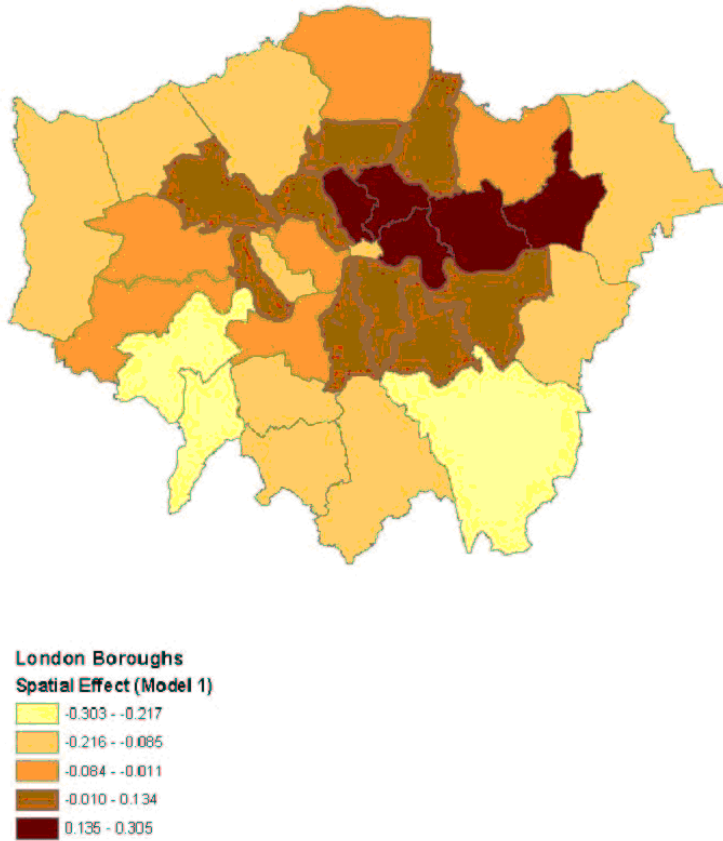 London Boroughs
Spatial Effect (Model 1)
-0.303 - -0.217
-0.216 - -0.085
-0.084 - -0.011
-0.010 - 0.134
0.135 - 0.305